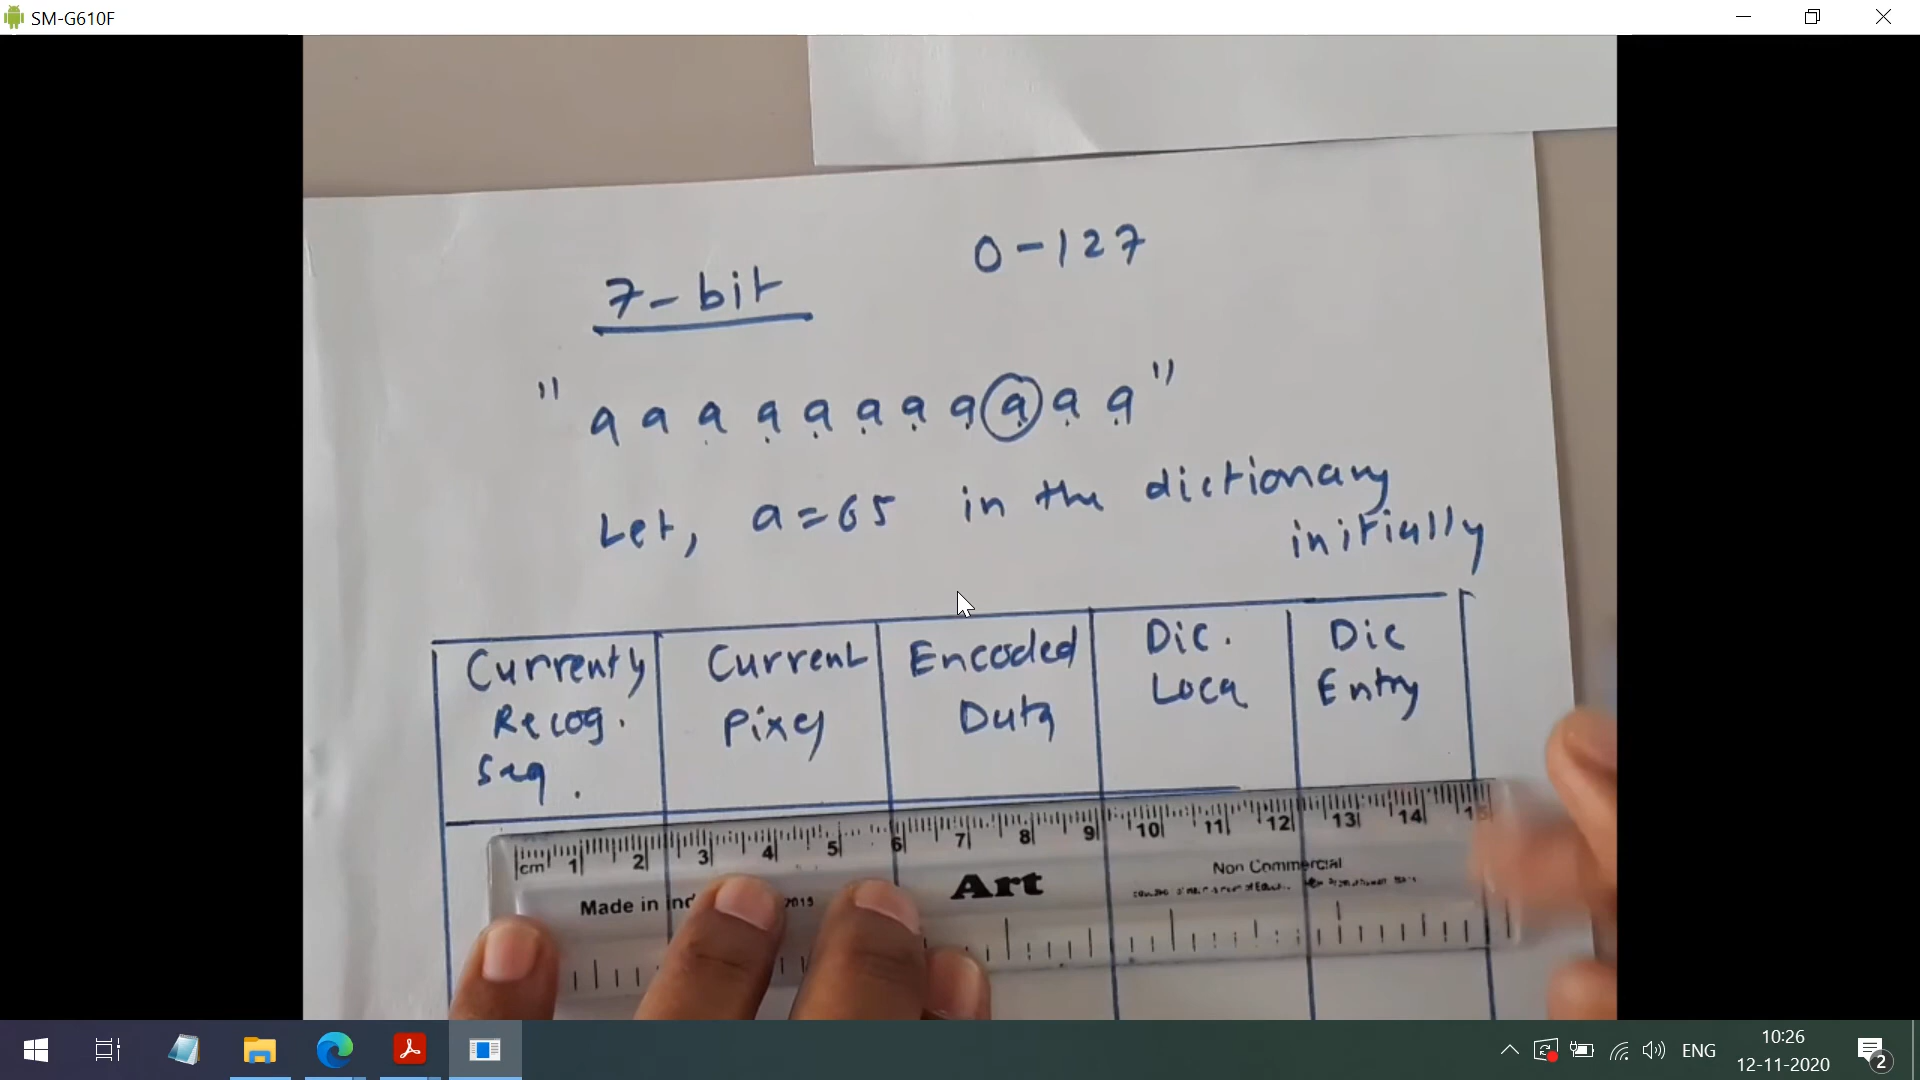 SM-G610F
0-127
7-bit
"a a a a a a a a a a a"
Let, a=65 in the dictionary
initially
Currently Current Encoded Dic. Dic
Recog. Pixel Data Loca Entry
Seq.
cm 1 2 3 4 5 6 7 8 9 10 11 12 13 14 15
Made in Art Non Commercial
2015
ENG
10:26
12-11-2020
2